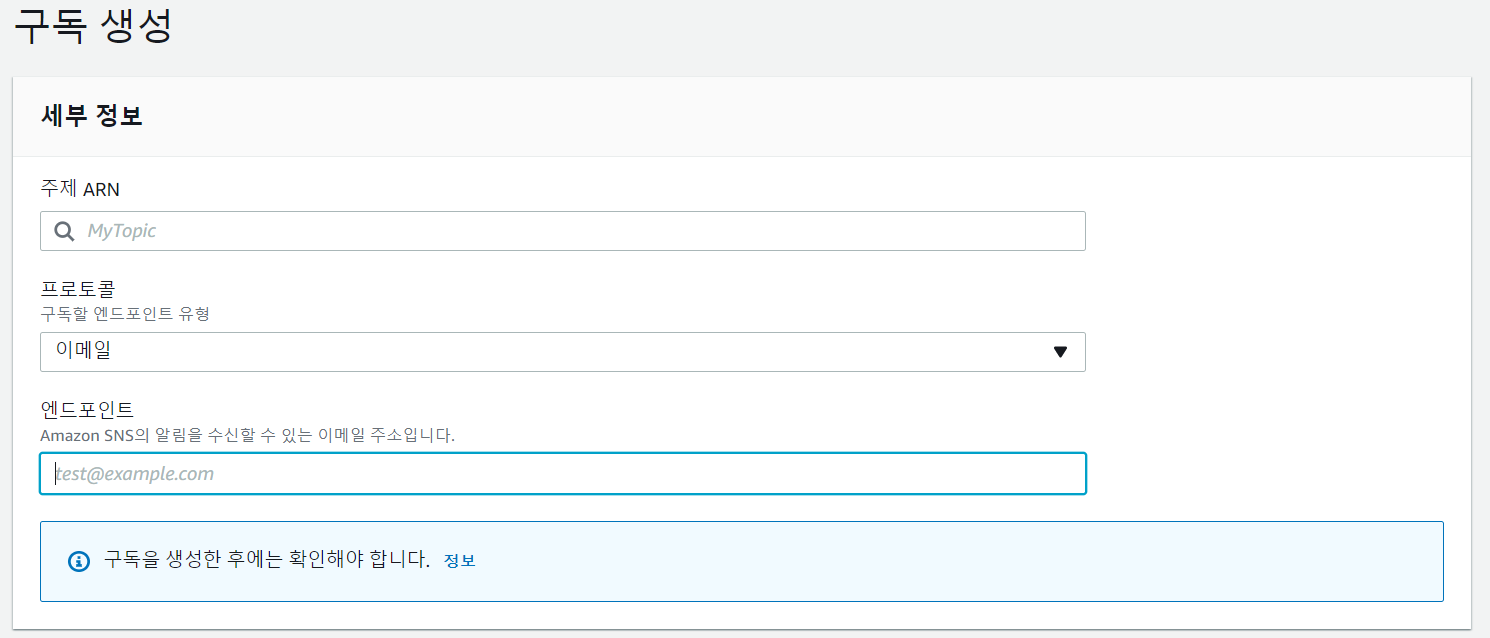 구독 생성
세부 정보
주제 ARN
MyTopic
프로토콜
구독할 엔드포인트 유형
이메일
엔드포인트
Amazon SNS의 알림을 수신할 수 있는 이메일 주소입니다.
test@example.com
구독을 생성한 후에는 확인해야 합니다. 정보